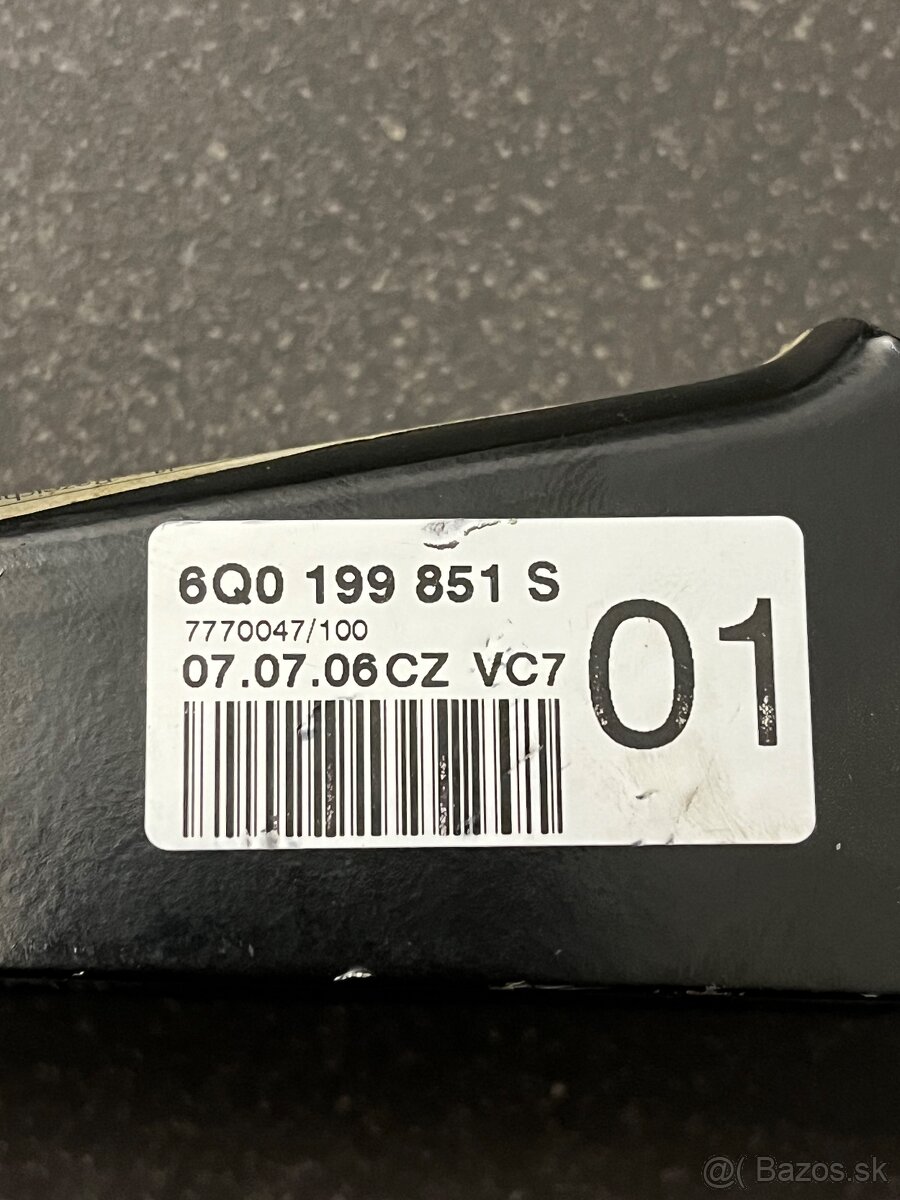 6Q0 199 851 S
7770047/100
07.07.06CZ VC7
01
@( Bazos.sk